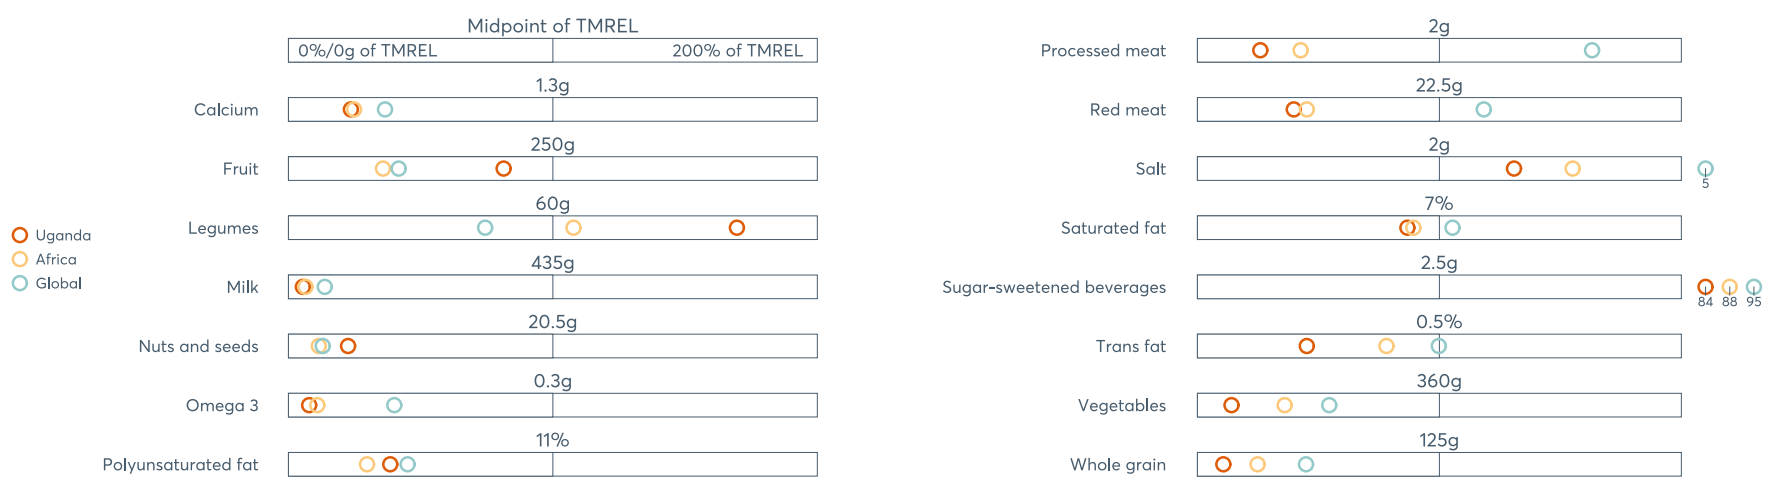 Midpoint of TMREL
0%/0g of TMREL 200% of TMREL
1.3g
Calcium
250g
Fruit
60g
Legumes
435g
Milk
20.5g
Nuts and seeds
0.3g
Omega 3
11%
Polyunsaturated fat
Uganda
Africa
Global
2g
Processed meat
22.5g
Red meat
2g
Salt
5
7%
Saturated fat
2.5g
Sugar-sweetened beverages
84 88 95
0.5%
Trans fat
360g
Vegetables
125g
Whole grain